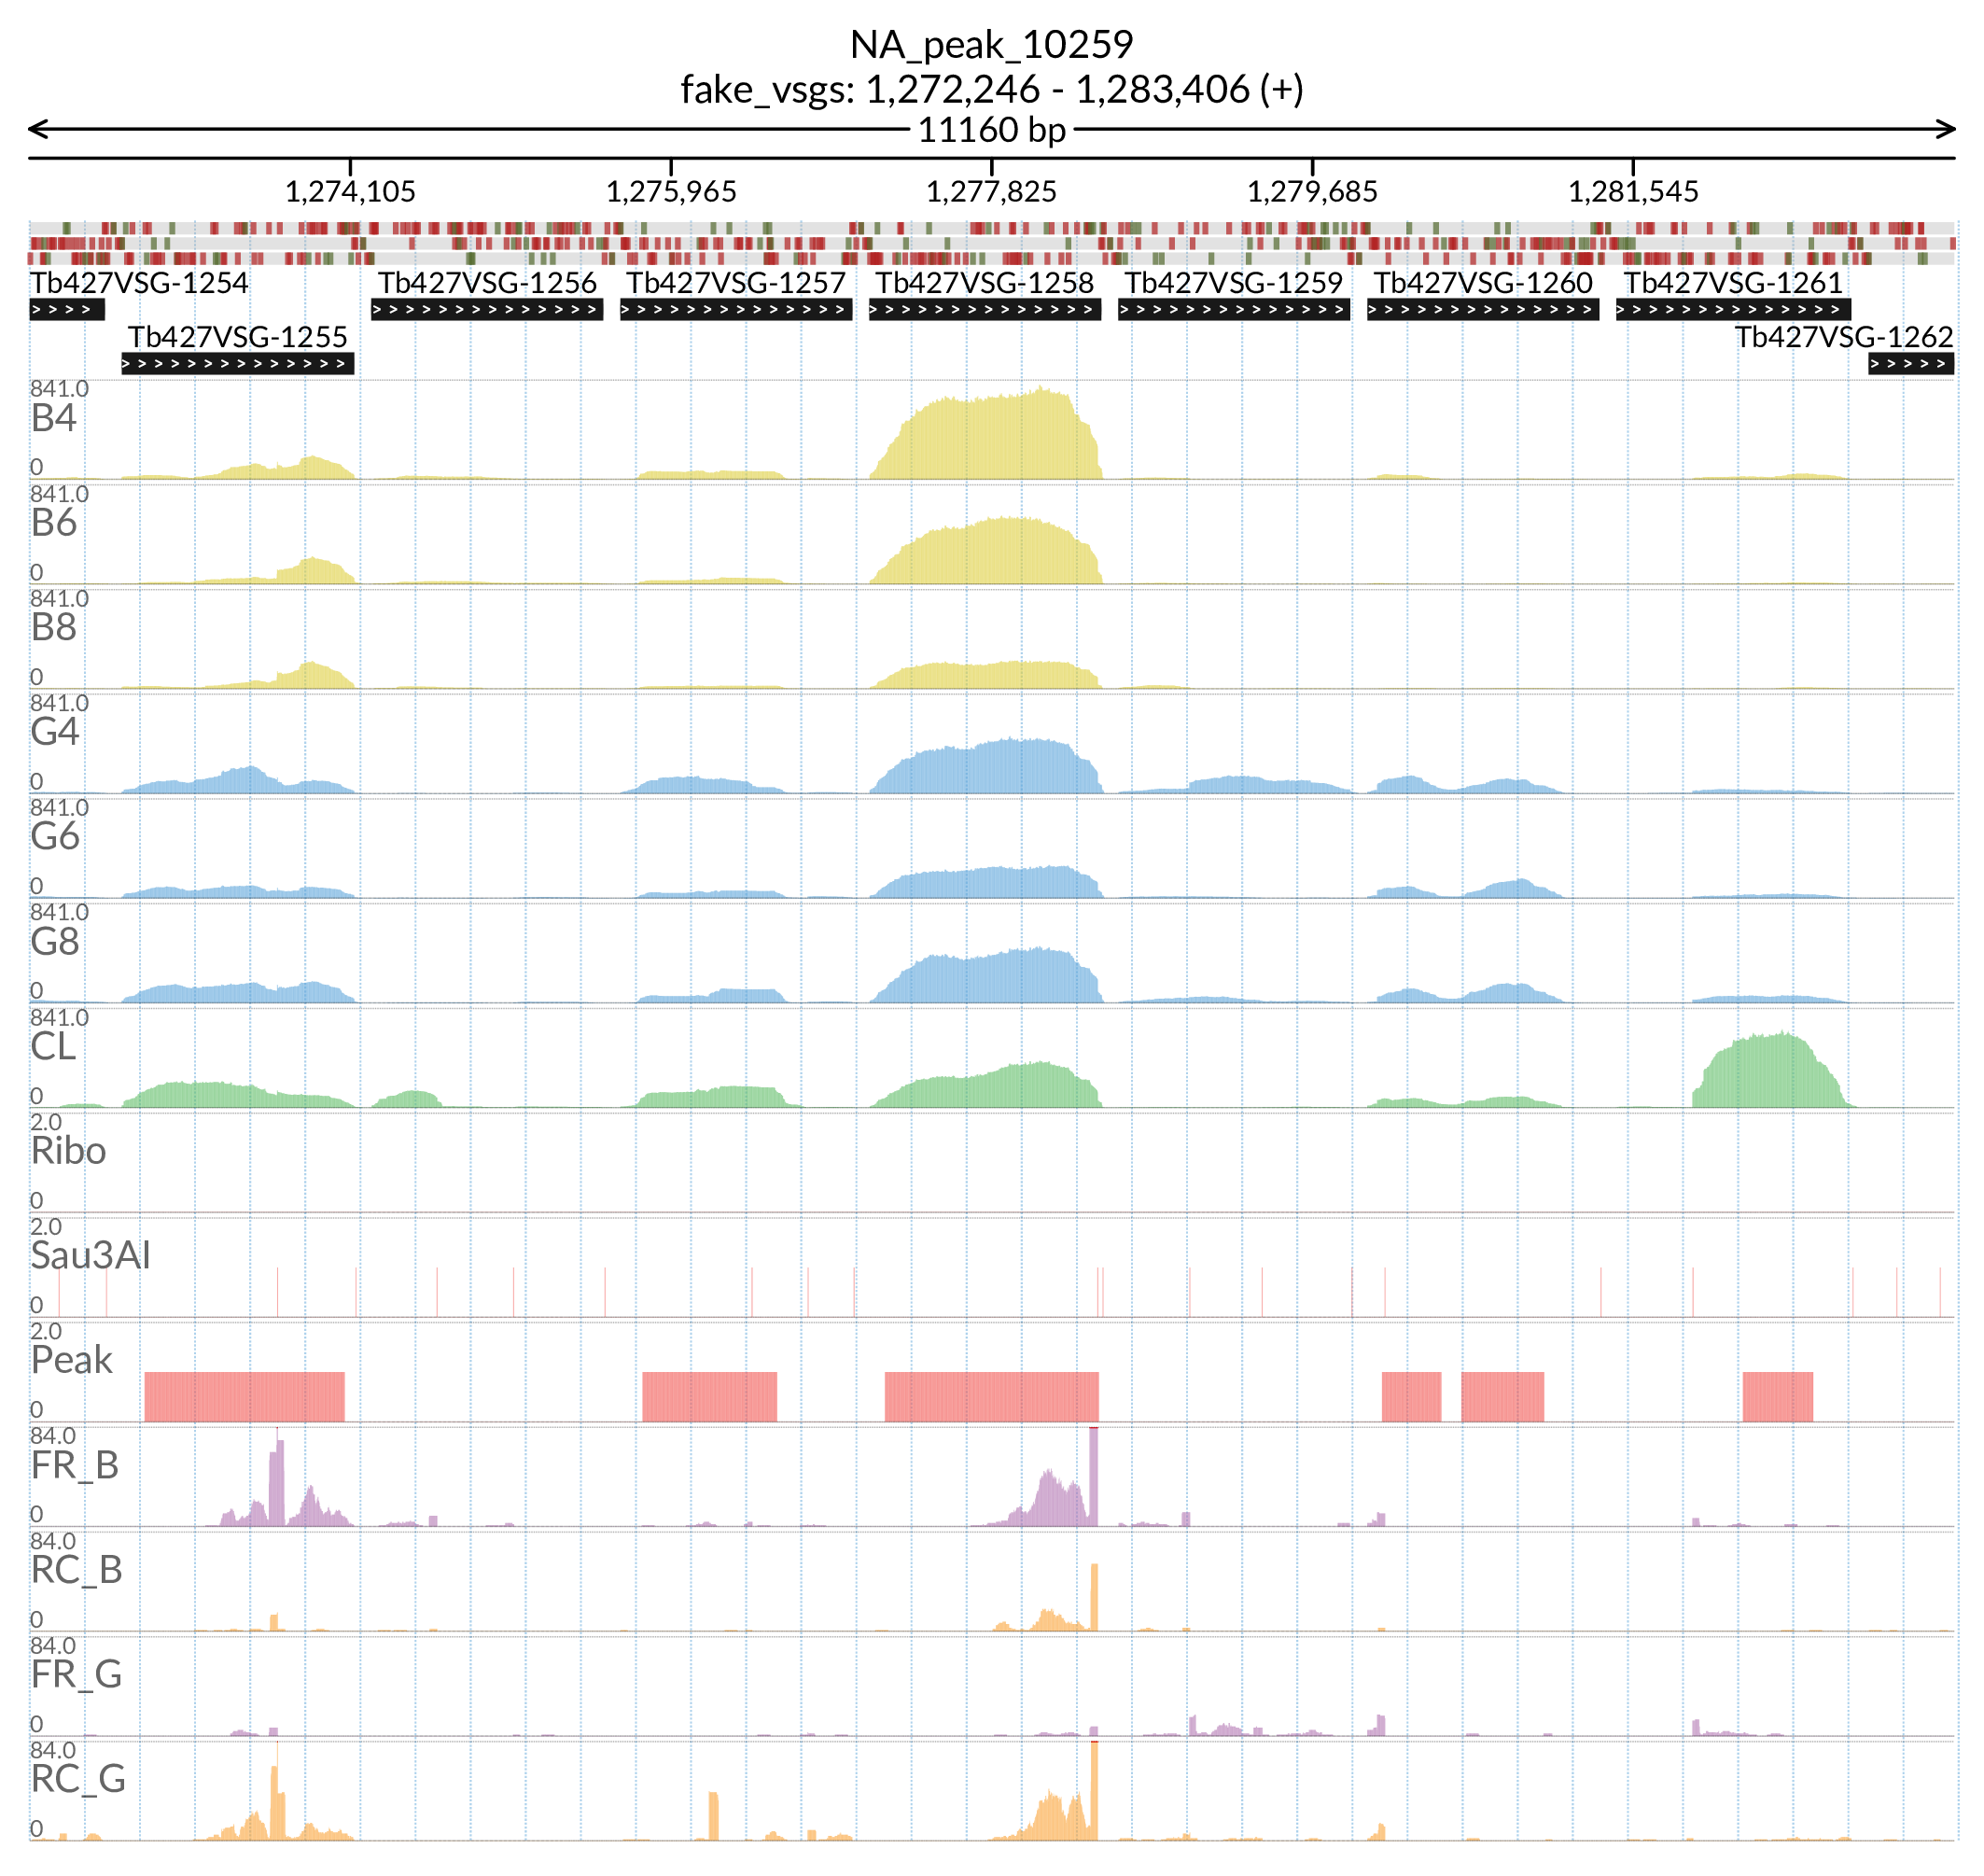 NA_peak_10259
fake_vsgs: 1,272,246 - 1,283,406 (+)
11160 bp
1,274,105 1,275,965 1,277,825 1,279,685 1,281,545
Tb427VSG-1254 Tb427VSG-1256 Tb427VSG-1257 Tb427VSG-1258 Tb427VSG-1259 Tb427VSG-1260 Tb427VSG-1261
Tb427VSG-1255 Tb427VSG-1262
841.0
B4
0
841.0
B6
0
841.0
B8
0
841.0
G4
0
841.0
G6
0
841.0
G8
0
841.0
CL
0
2.0
Ribo
0
2.0
Sau3AI
0
2.0
Peak
0
84.0
FR_B
0
84.0
RC_B
0
84.0
FR_G
0
84.0
RC_G
0